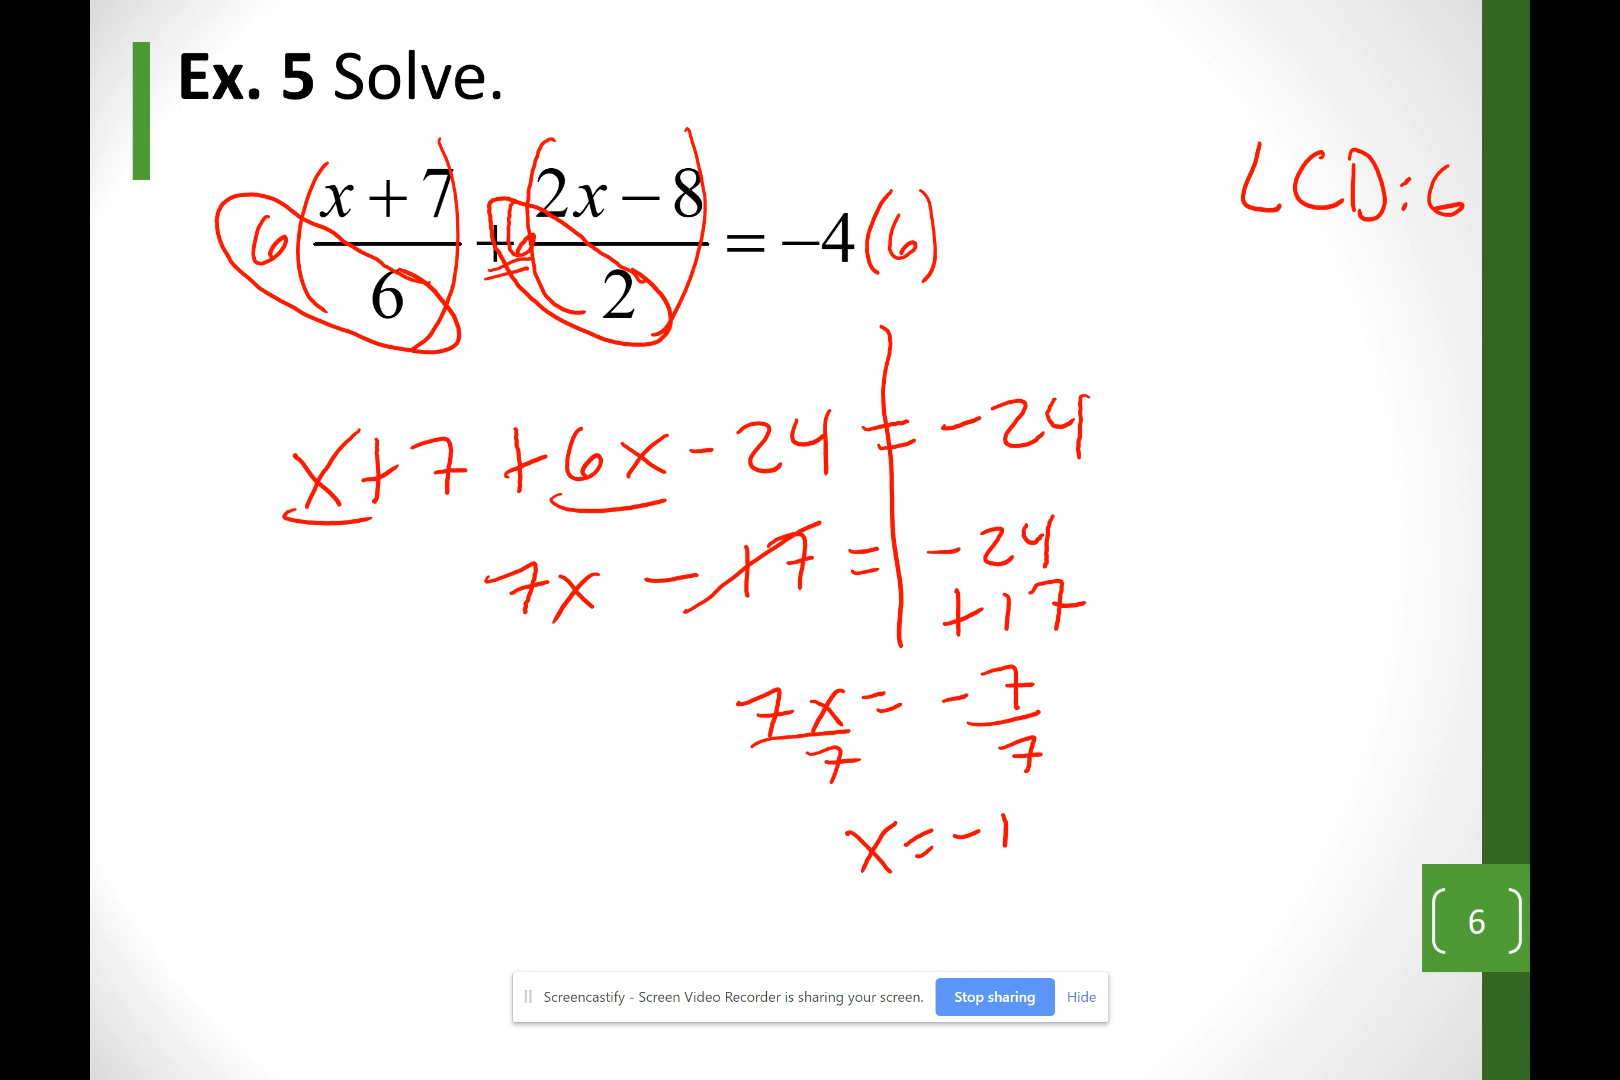 Ex. 5 Solve.
LCD: 6
6(x + 7)/6 + 6(2x − 8)/2 = −4(6)
x + 7 + 6x - 24 = -24
7x - 17 = -24
+17
7x/7 = -7/7
x = -1
6
Screencastify - Screen Video Recorder is sharing your screen. Stop sharing Hide